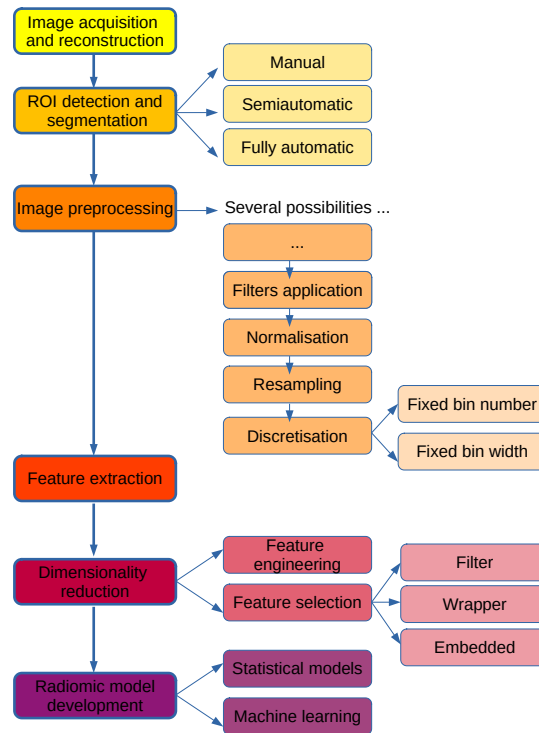 Image acquisition
and reconstruction
ROI detection and
segmentation
Manual
Semiautomatic
Fully automatic
Image preprocessing
Several possibilities ...
...
Filters application
Normalisation
Resampling
Discretisation
Fixed bin number
Fixed bin width
Feature extraction
Dimensionality
reduction
Feature
engineering
Feature selection
Filter
Wrapper
Embedded
Radiomic model
development
Statistical models
Machine learning